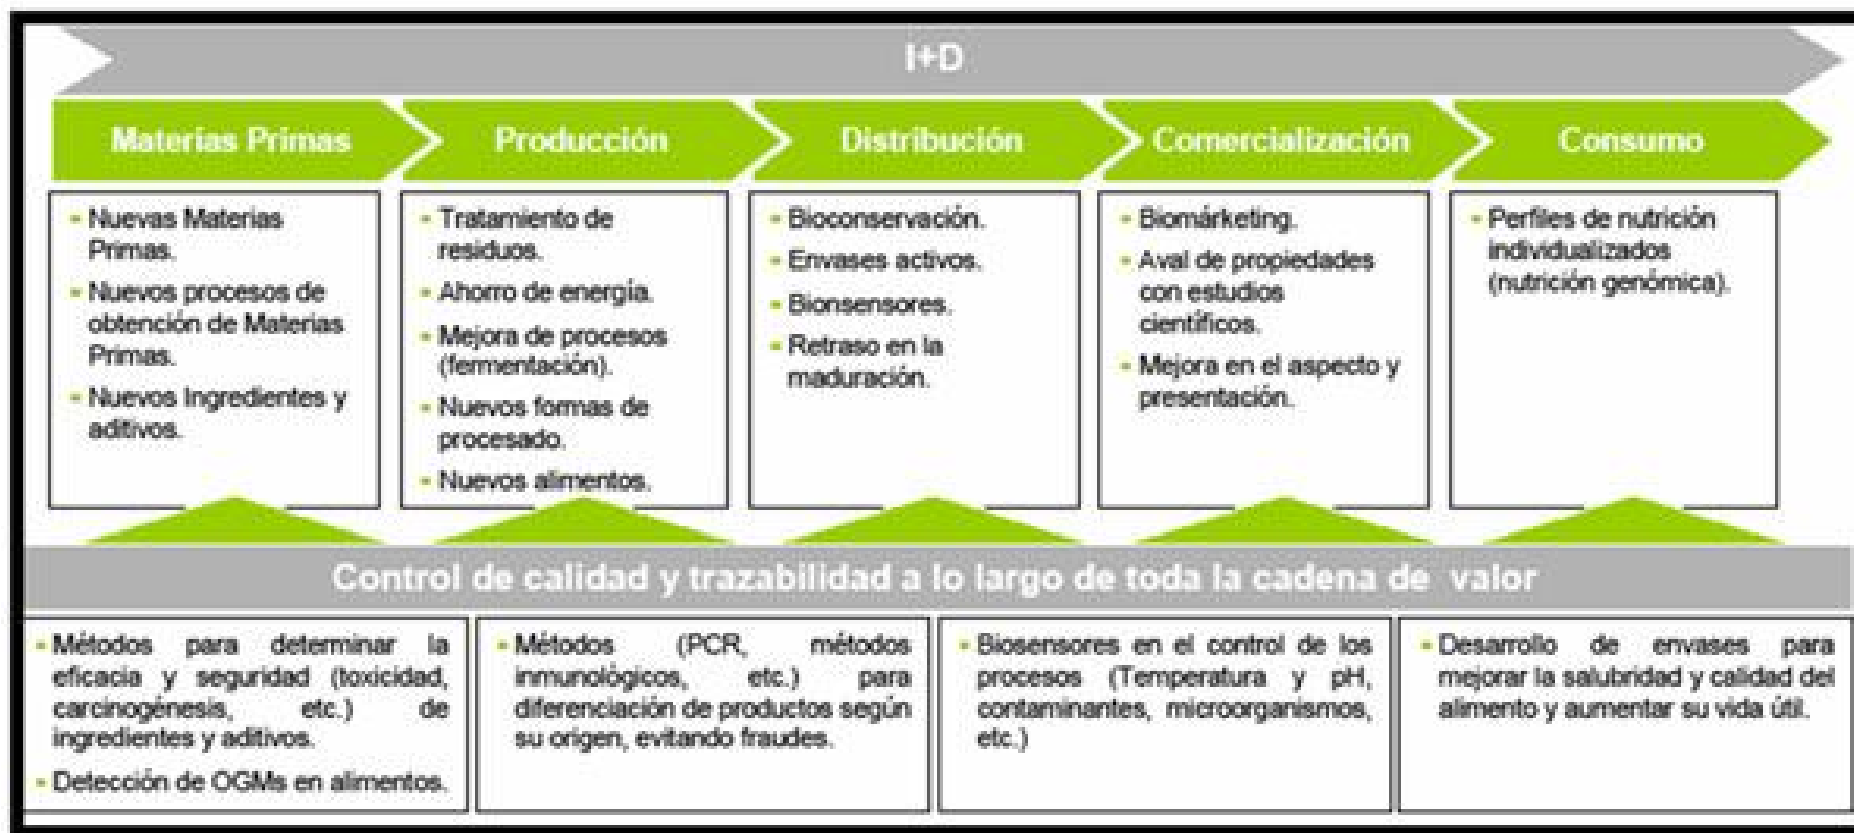 I+D
Materias Primas
Producción
Distribución
Comercialización
Consumo
- Nuevas Materias
Primas.
- Nuevos procesos de
obtención de Materias
Primas.
- Nuevos Ingredientes y
aditivos.
- Tratamiento de
residuos.
- Ahorro de energía.
- Mejora de procesos
(fermentación).
- Nuevos formas de
procesado.
- Nuevos alimentos.
- Bioconservación.
- Envases activos.
- Bionsensores.
- Retraso en la
maduración.
- Biomárketing.
- Aval de propiedades
con estudios
científicos.
- Mejora en el aspecto y
presentación.
- Perfiles de nutrición
individualizados
(nutrición genómica).
Control de calidad y trazabilidad a lo largo de toda la cadena de valor
- Métodos para determinar la
eficacia y seguridad (toxicidad,
carcinogénesis, etc.) de
ingredientes y aditivos.
- Detección de OGMs en alimentos.
- Métodos (PCR, métodos
inmunológicos, etc.) para
diferenciación de productos según
su origen, evitando fraudes.
- Biosensores en el control de los
procesos (Temperatura y pH,
contaminantes, microorganismos,
etc.)
- Desarrollo de envases para
mejorar la salubridad y calidad del
alimento y aumentar su vida útil.